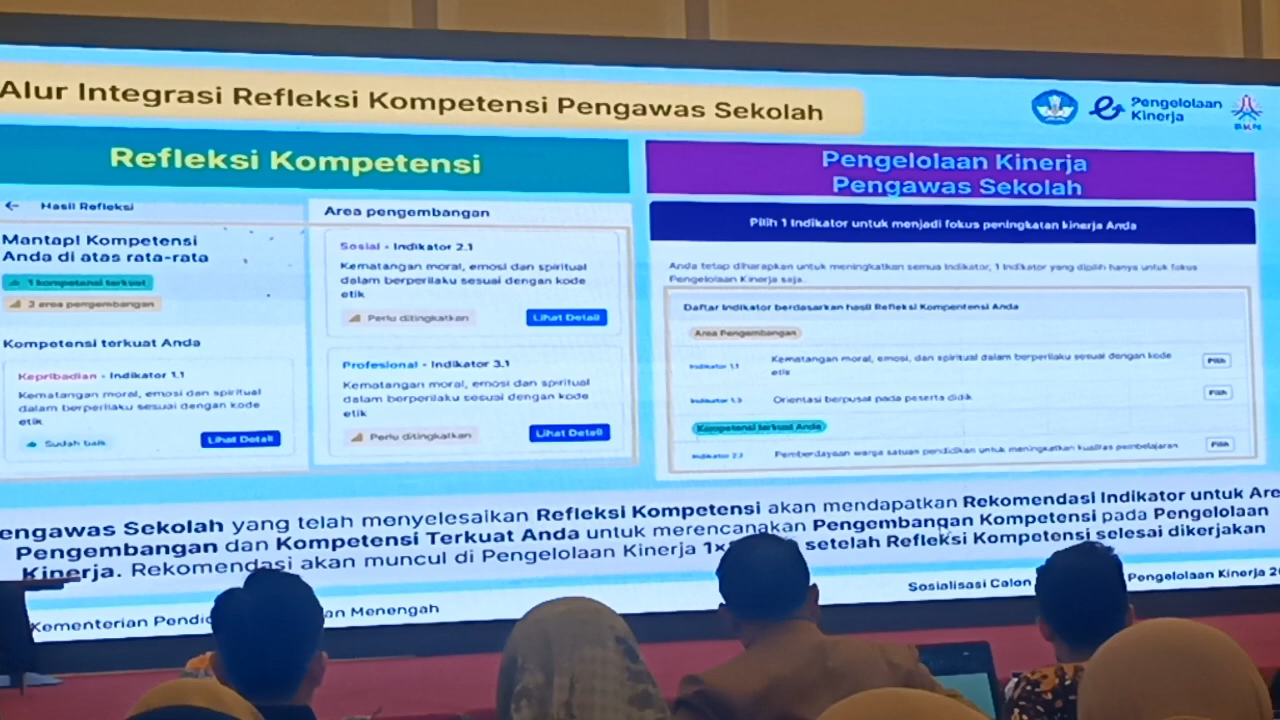 Alur Integrasi Refleksi Kompetensi Pengawas Sekolah
Pengelolaan
Kinerja
BKN
Refleksi Kompetensi
← Hasil Refleksi
Mantap! Kompetensi
Anda di atas rata-rata
1 kompetensi terkuat
area pengembangan
Kompetensi terkuat Anda
Kepribadian - Indikator 1.1
Kematangan moral, emosi dan spiritual
dalam berperilaku sesuai dengan kode
etik
Sudah baik
Lihat Detail
Area pengembangan
Sosial - Indikator 2.1
Kematangan moral, emosi dan spiritual
dalam berperilaku sesuai dengan kode
etik
Perlu ditingkatkan
Lihat Detail
Profesional - Indikator 3.1
Kematangan moral, emosi dan spiritual
dalam berperilaku sesuai dengan kode
etik
Perlu ditingkatkan
Lihat Detail
Pengelolaan Kinerja
Pengawas Sekolah
Pilih 1 Indikator untuk menjadi fokus peningkatan kinerja Anda
Anda tetap diharapkan untuk meningkatkan semua Indikator, 1 Indikator yang dipilih hanya untuk fokus
Pengelolaan Kinerja saja.
Daftar Indikator berdasarkan hasil Refleksi Kompentensi Anda
Area Pengembangan
Indikator 1.1 Kematangan moral, emosi, dan spiritual dalam berperilaku sesuai dengan kode Pilih
etik
Indikator Orientasi berpusat pada peserta didik Pilih
Kompetensi terkuat Anda
Indikator Pemberdayaan warga satuan pendidikan untuk meningkatkan kualitas pembelajaran Pilih
engawas Sekolah yang telah menyelesaikan Refleksi Kompetensi akan mendapatkan Rekomendasi Indikator untuk Are
Pengembangan dan Kompetensi Terkuat Anda untuk merencanakan Pengembangan Kompetensi pada Pengelolaan
Kinerja. Rekomendasi akan muncul di Pengelolaan Kinerja setelah Refleksi Kompetensi selesai dikerjakan
Kementerian Pendi an Menengah
Sosialisasi Calon Pengelolaan Kinerja